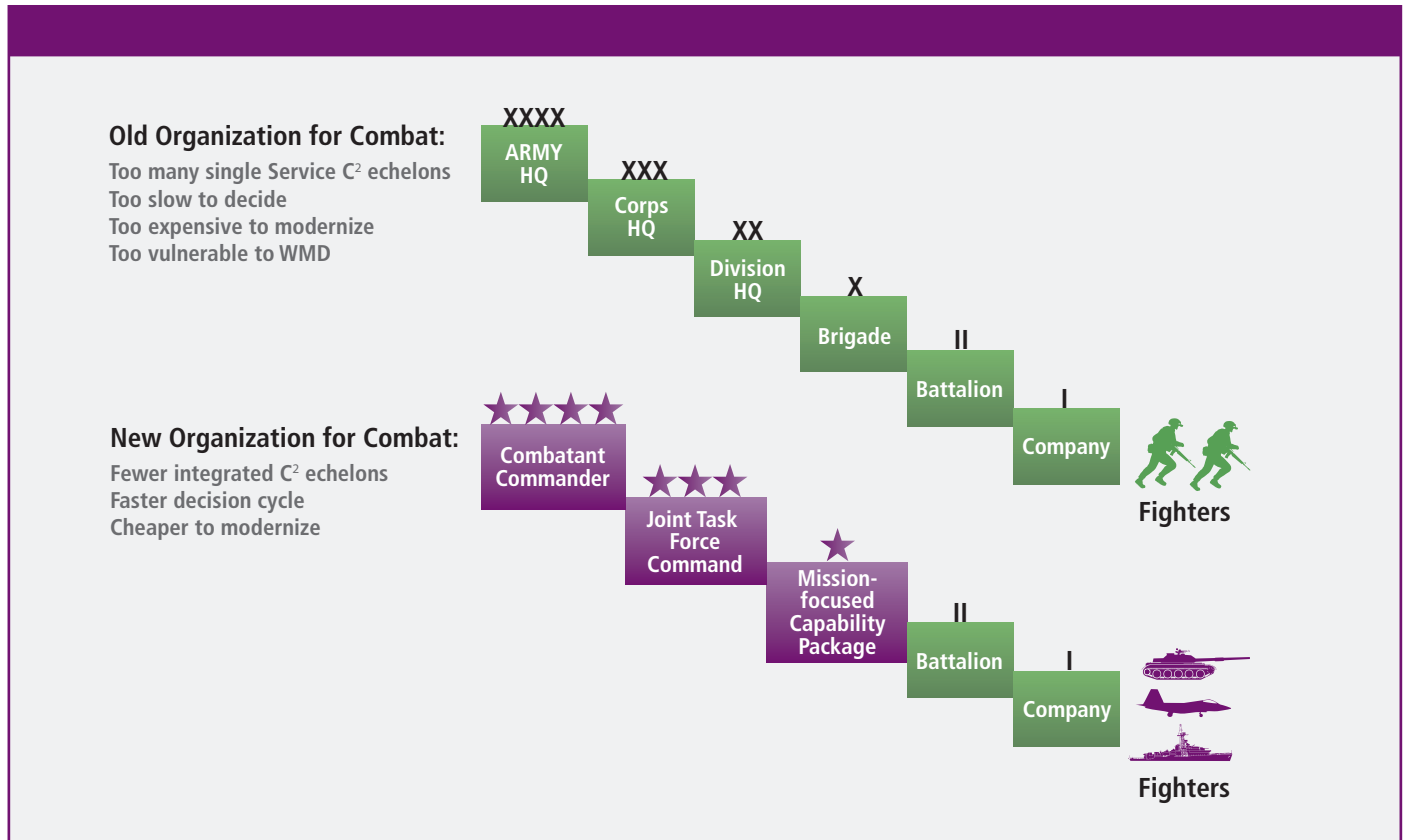 Old Organization for Combat:
Too many single Service C² echelons
Too slow to decide
Too expensive to modernize
Too vulnerable to WMD
XXXX
ARMY
HQ
XXX
Corps
HQ
XX
Division
HQ
X
Brigade
II
Battalion
I
Company
Fighters
New Organization for Combat:
Fewer integrated C² echelons
Faster decision cycle
Cheaper to modernize
Combatant
Commander
Joint Task
Force
Command
Mission-
focused
Capability
Package
II
Battalion
I
Company
Fighters